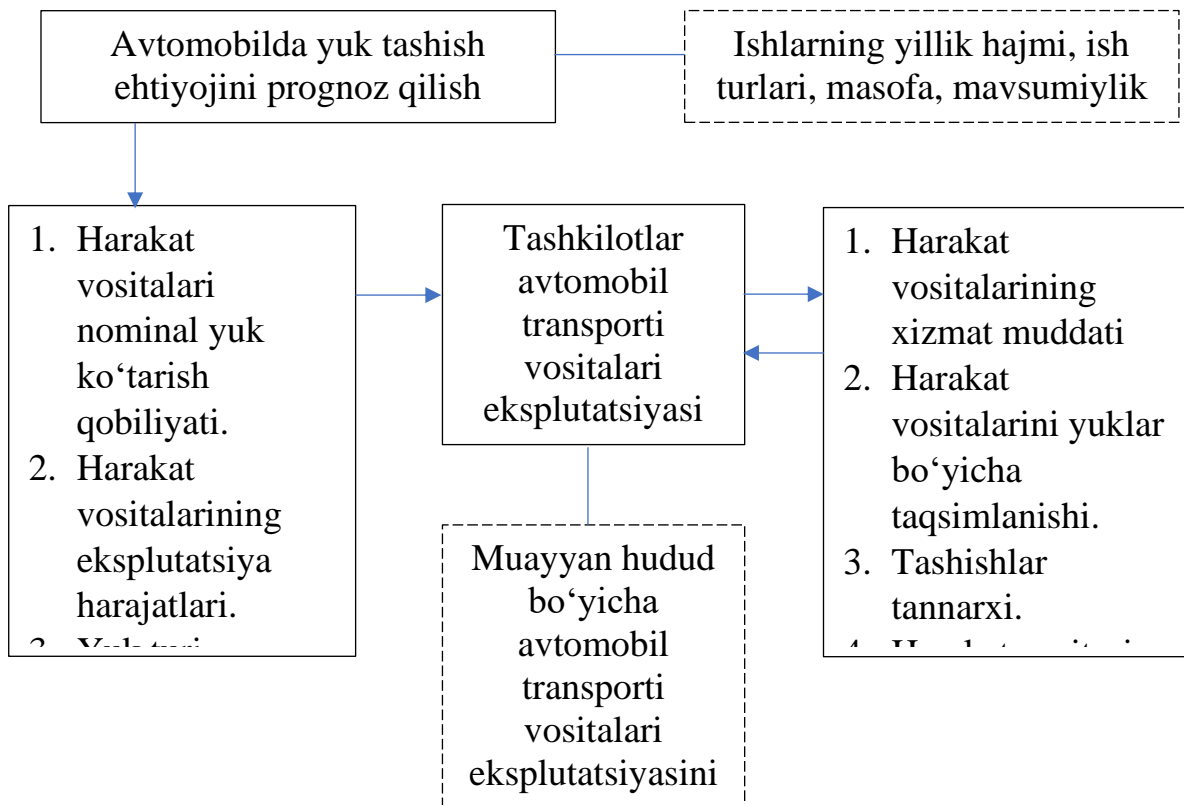 Avtomobilda yuk tashish
ehtiyojini prognoz qilish
Ishlarning yillik hajmi, ish
turlari, masofa, mavsumiylik
1. Harakat
vositalari
nominal yuk
ko‘tarish
qobiliyati.
2. Harakat
vositalarining
eksplutatsiya
harajatlari.
Tashkilotlar
avtomobil
transporti
vositalari
eksplutatsiyasi
1. Harakat
vositalarining
xizmat muddati
2. Harakat
vositalarini yuklar
bo‘yicha
taqsimlanishi.
3. Tashishlar
tannarxi.
Muayyan hudud
bo‘yicha
avtomobil
transporti
vositalari
eksplutatsiyasini